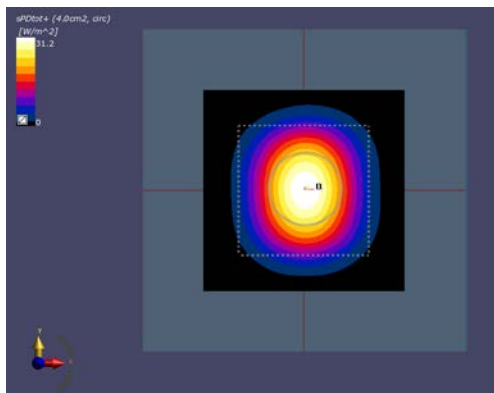 sPDtot+ (4.0cm2, circ)
[W/m^2]
31.2
0
Y
X